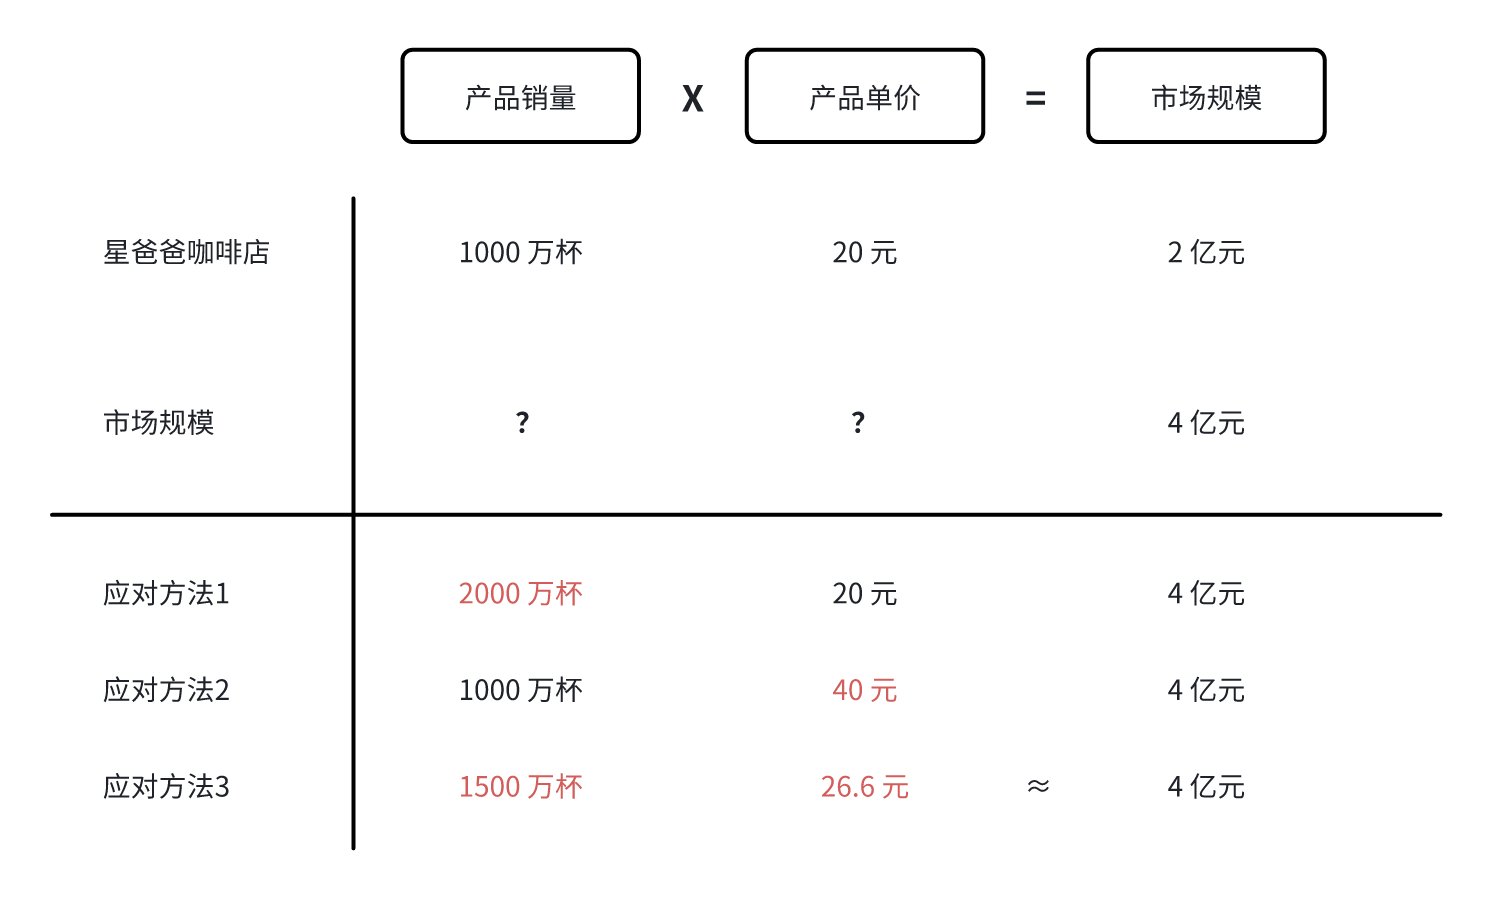 产品销量 X 产品单价 = 市场规模
星爸爸咖啡店 1000 万杯 20 元 2 亿元
市场规模 ? ? 4 亿元
应对方法1 2000 万杯 20 元 4 亿元
应对方法2 1000 万杯 40 元 4 亿元
应对方法3 1500 万杯 26.6 元 ≈ 4 亿元